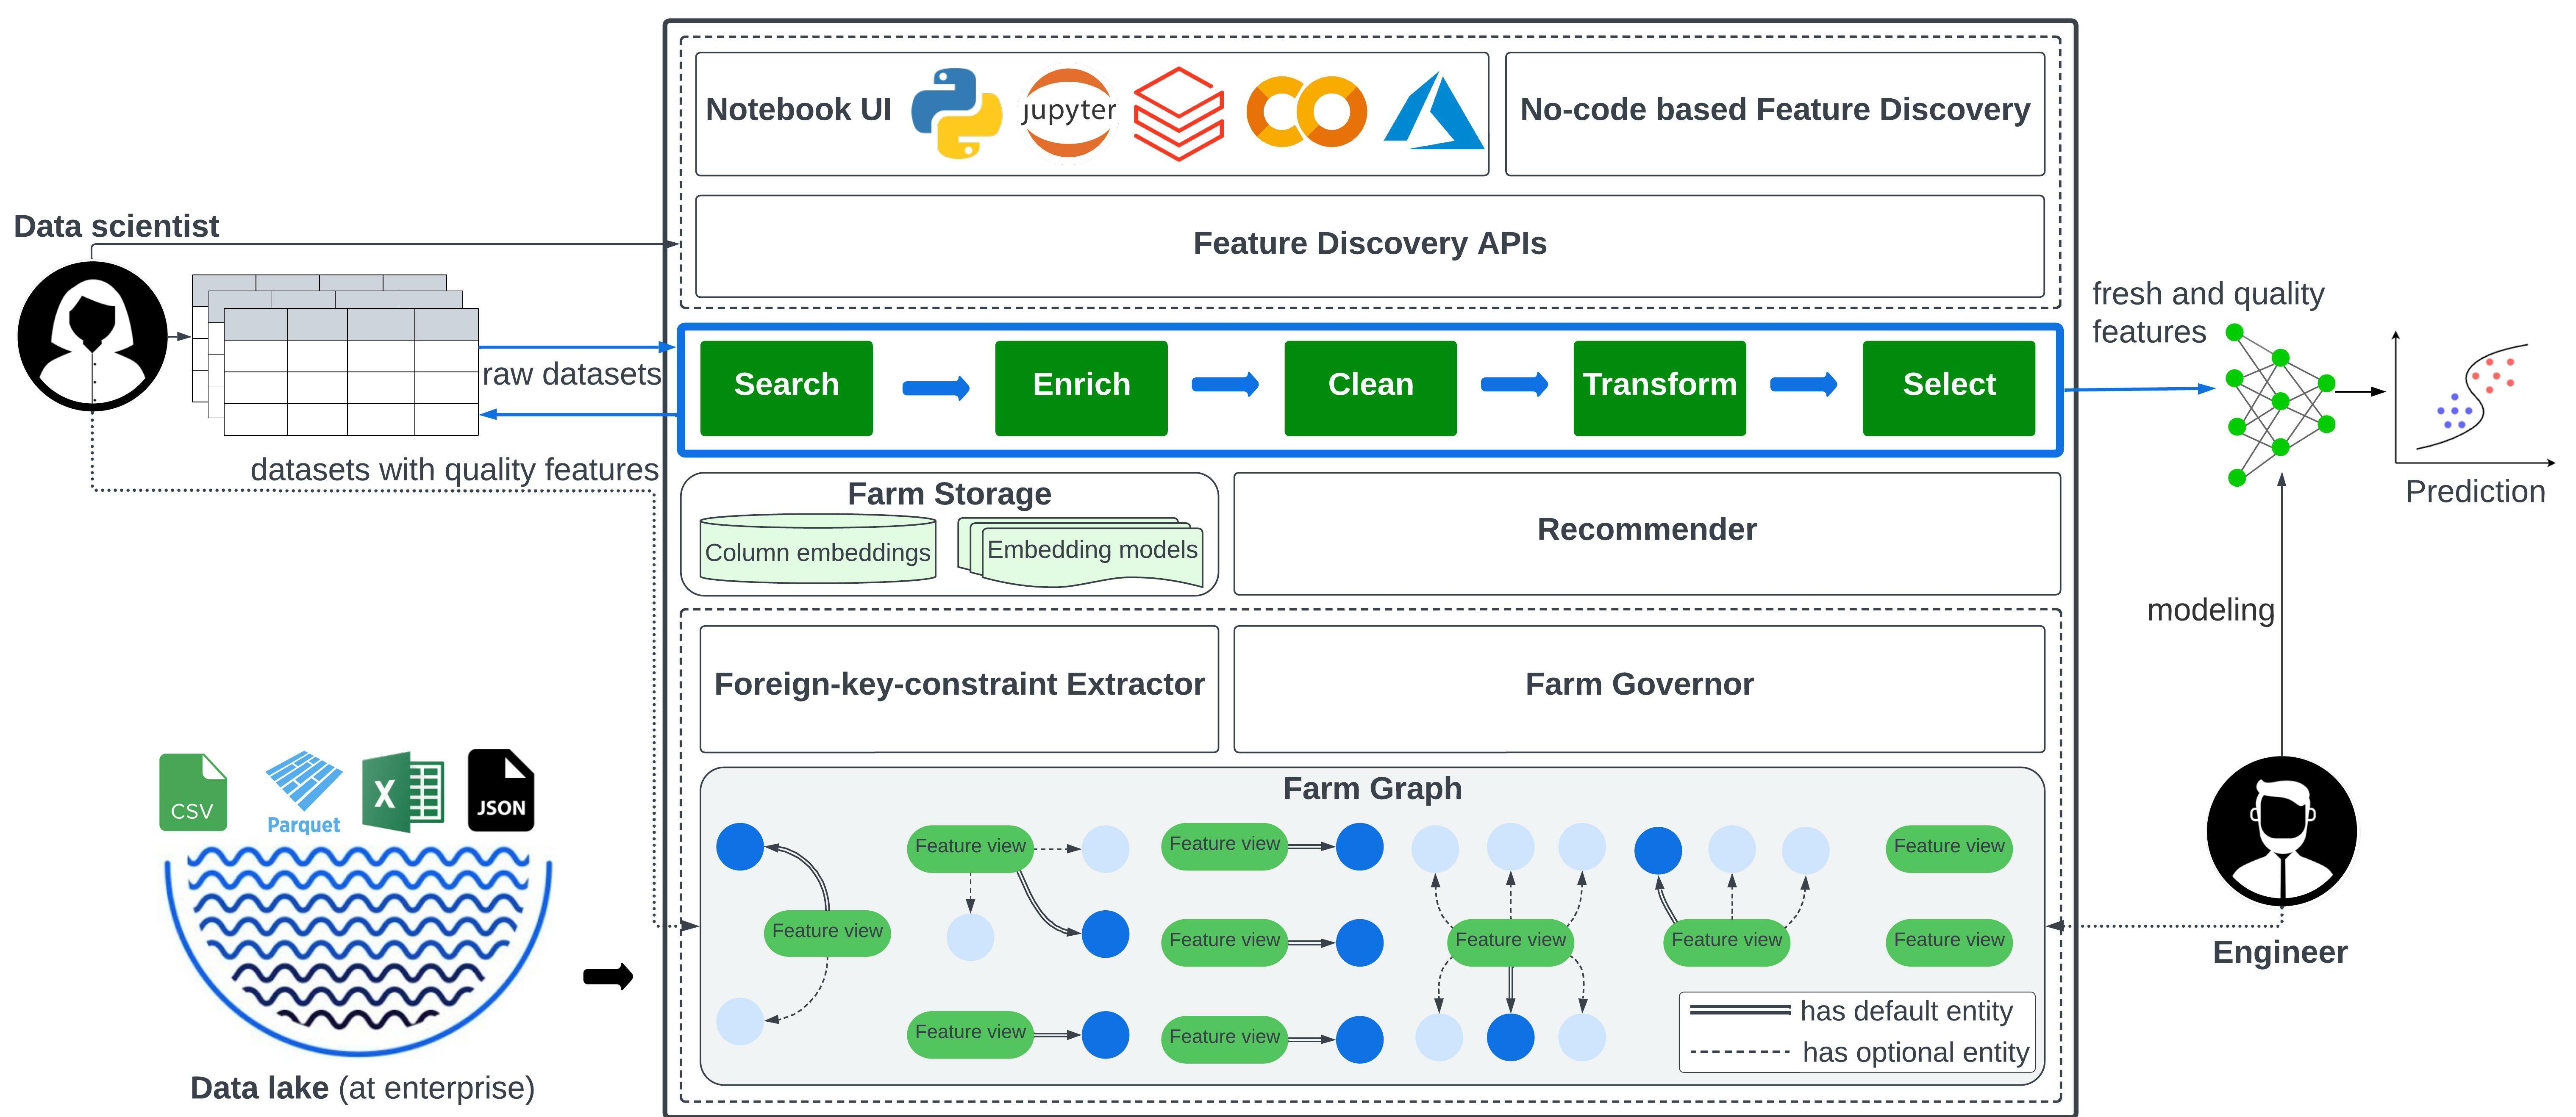 Notebook UI
jupyter
No-code based Feature Discovery
Data scientist
Feature Discovery APIs
fresh and quality
features
raw datasets
Search
Enrich
Clean
Transform
Select
datasets with quality features
Prediction
Farm Storage
Column embeddings
Embedding models
Recommender
modeling
Foreign-key-constraint Extractor
Farm Governor
CSV
Parquet
X
JSON
Farm Graph
Feature view
Feature view
Feature view
Feature view
Feature view
Feature view
Feature view
Feature view
Feature view
Feature view
Feature view
Engineer
has default entity
has optional entity
Data lake (at enterprise)